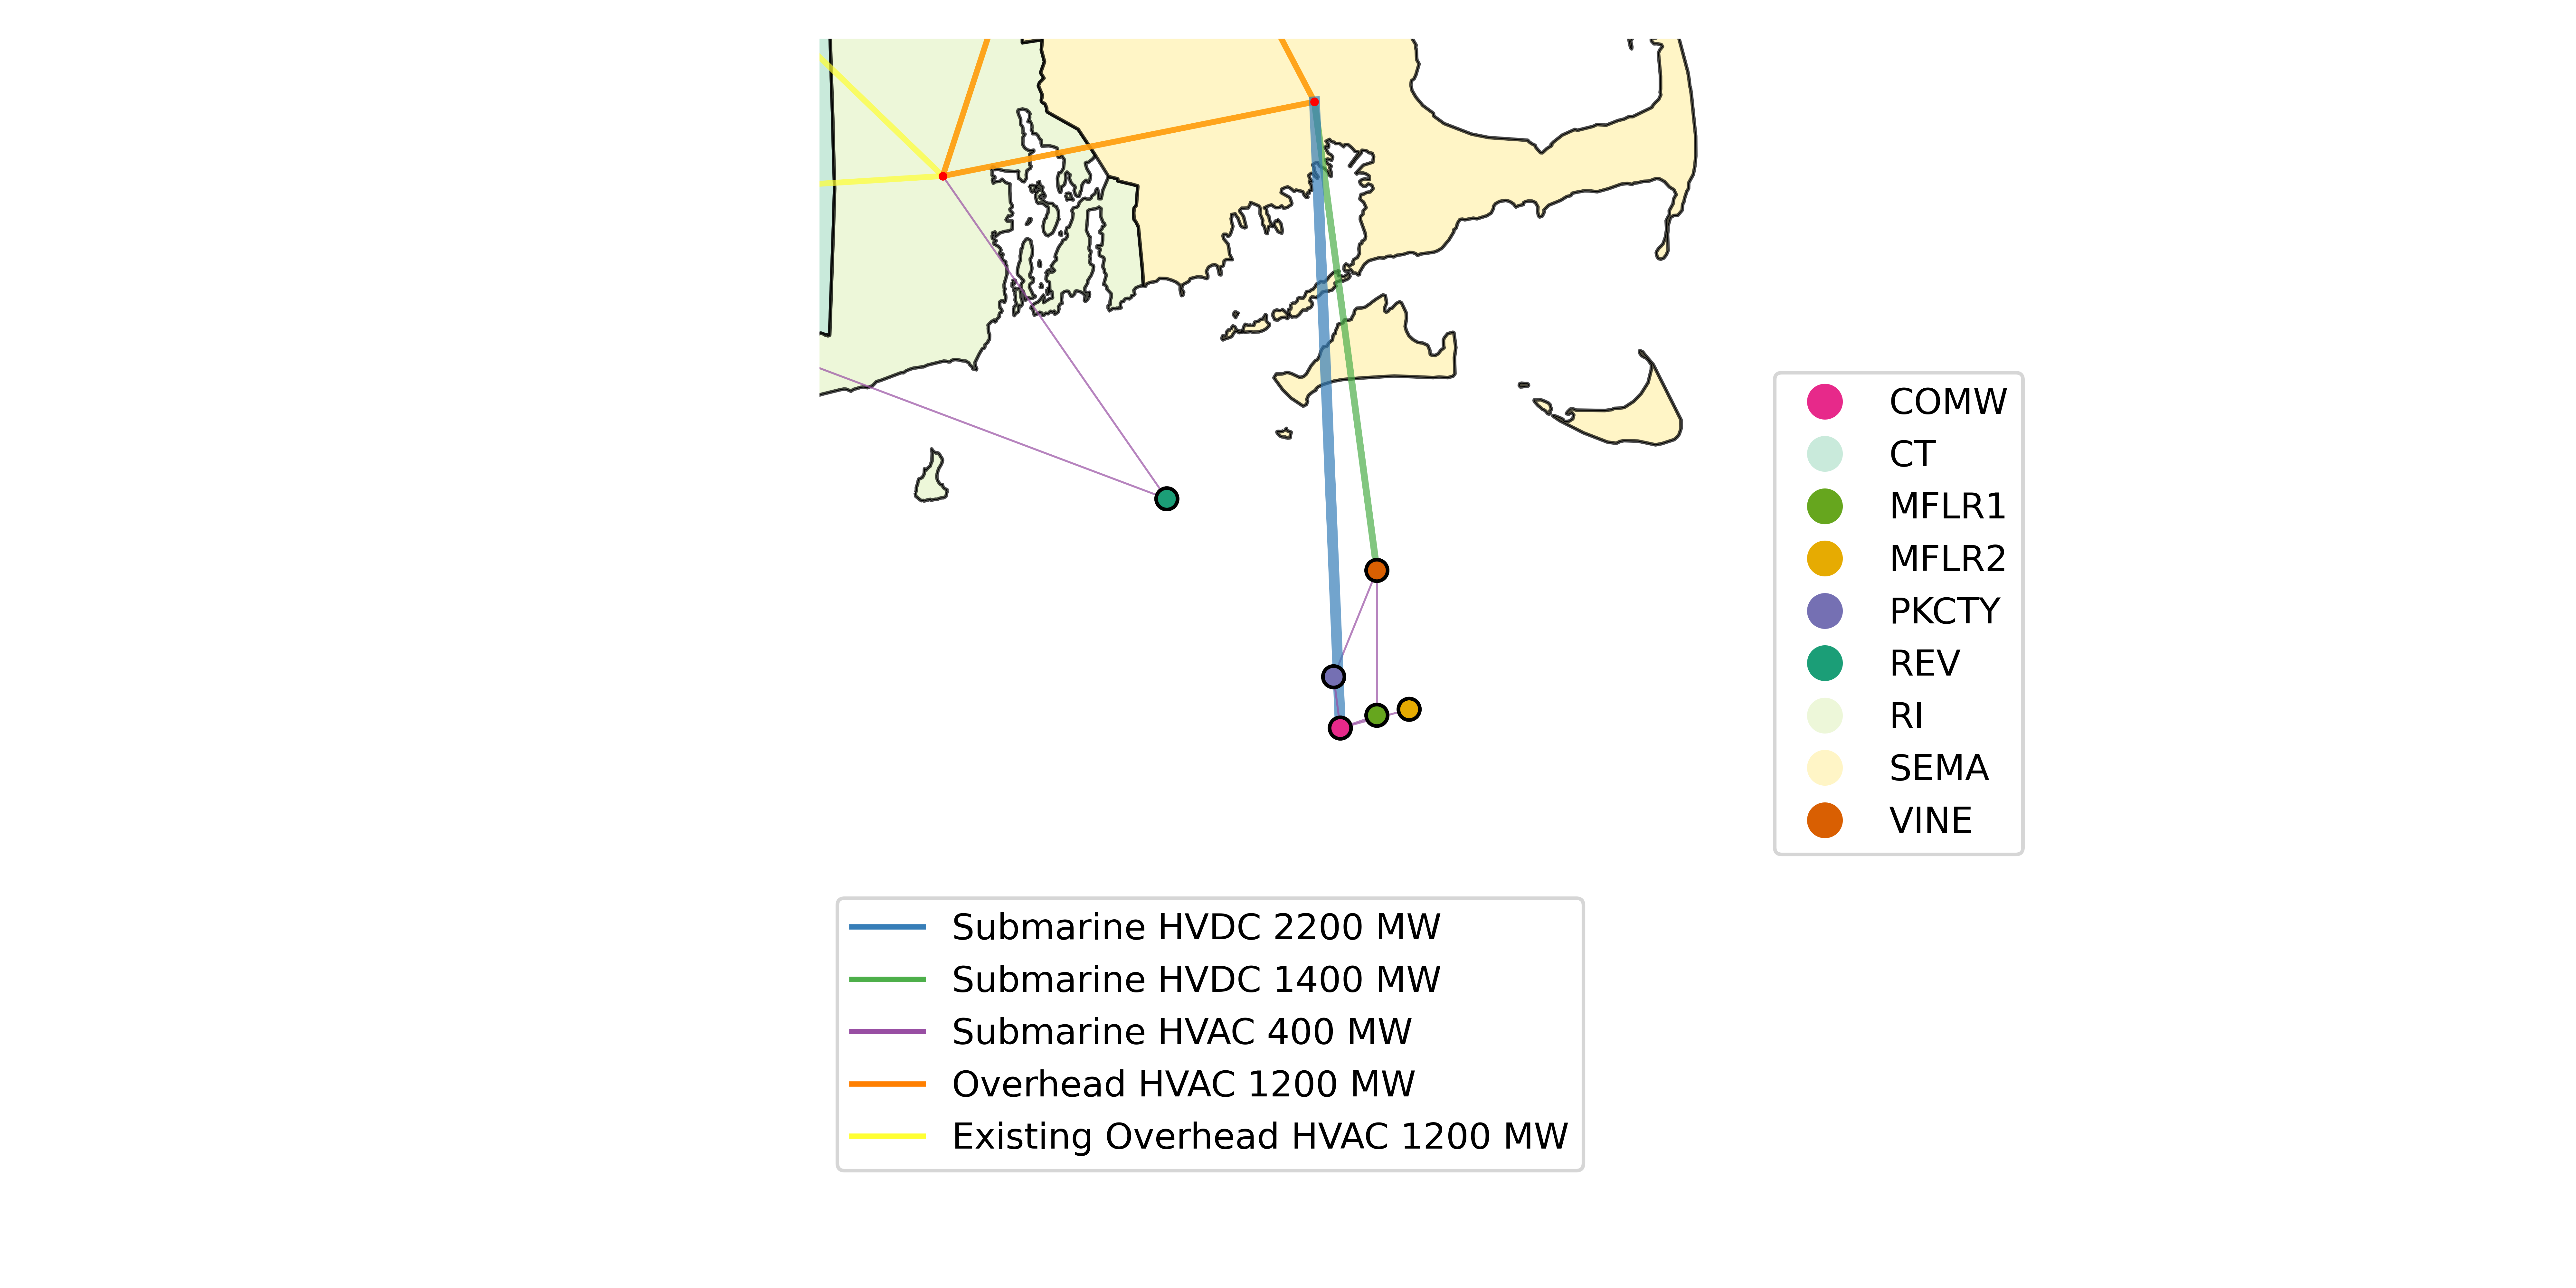 COMW
CT
MFLR1
MFLR2
PKCTY
REV
RI
SEMA
VINE
Submarine HVDC 2200 MW
Submarine HVDC 1400 MW
Submarine HVAC 400 MW
Overhead HVAC 1200 MW
Existing Overhead HVAC 1200 MW